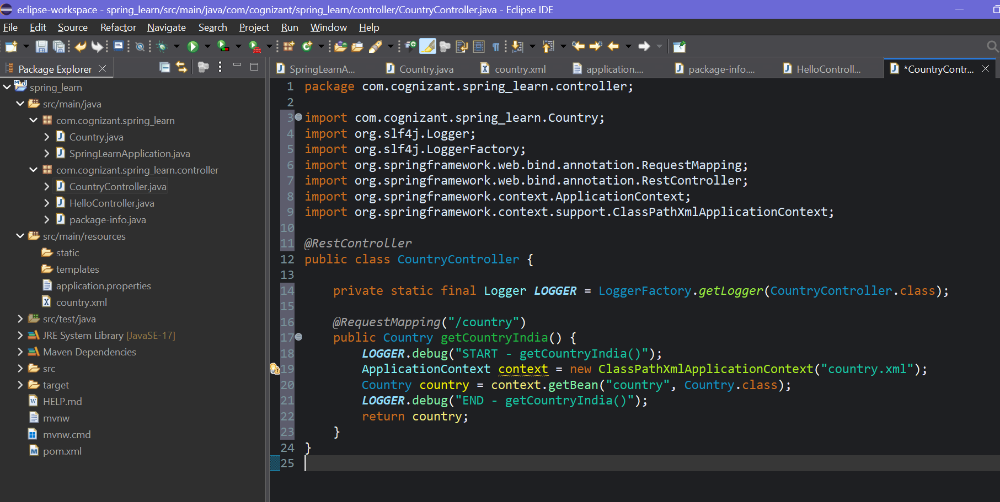 eclipse-workspace - spring_learn/src/main/java/com/cognizant/spring_learn/controller/CountryController.java - Eclipse IDE
File Edit Source Refactor Navigate Search Project Run Window Help
Package Explorer
spring_learn
src/main/java
com.cognizant.spring_learn
Country.java
SpringLearnApplication.java
com.cognizant.spring_learn.controller
CountryController.java
HelloController.java
package-info.java
src/main/resources
static
templates
application.properties
country.xml
src/test/java
JRE System Library [JavaSE-17]
Maven Dependencies
src
target
HELP.md
mvnw
mvnw.cmd
pom.xml
SpringLearnA... Country.java country.xml application.... package-info.... HelloControll... *CountryContr...
1 package com.cognizant.spring_learn.controller;
2
3 import com.cognizant.spring_learn.Country;
4 import org.slf4j.Logger;
5 import org.slf4j.LoggerFactory;
6 import org.springframework.web.bind.annotation.RequestMapping;
7 import org.springframework.web.bind.annotation.RestController;
8 import org.springframework.context.ApplicationContext;
9 import org.springframework.context.support.ClassPathXmlApplicationContext;
10
11 @RestController
12 public class CountryController {
13
14     private static final Logger LOGGER = LoggerFactory.getLogger(CountryController.class);
15
16     @RequestMapping("/country")
17     public Country getCountryIndia() {
18         LOGGER.debug("START - getCountryIndia()");
19         ApplicationContext context = new ClassPathXmlApplicationContext("country.xml");
20         Country country = context.getBean("country", Country.class);
21         LOGGER.debug("END - getCountryIndia()");
22         return country;
23     }
24 }
25